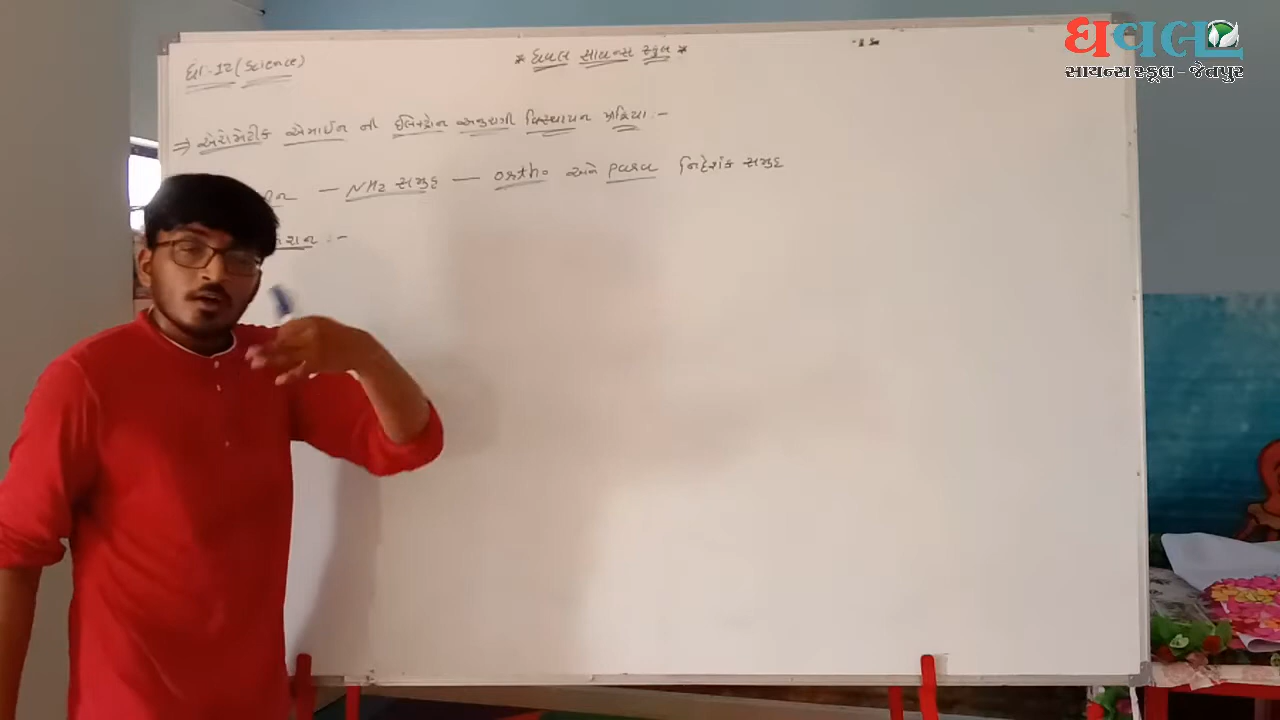 ધો-12 (Science)
* ધવલ સાયન્સ સ્કુલ *
ધવલ
સાયન્સ સ્કૂલ - જેતપુર
⇒ એરોમેટીક એમાઈન ની ઈલેક્ટ્રોન અનુરાગી વિસ્થાપન પ્રક્રિયા :-
— NH2 સમુહ — ortho અને para નિર્દેશક સમુહ